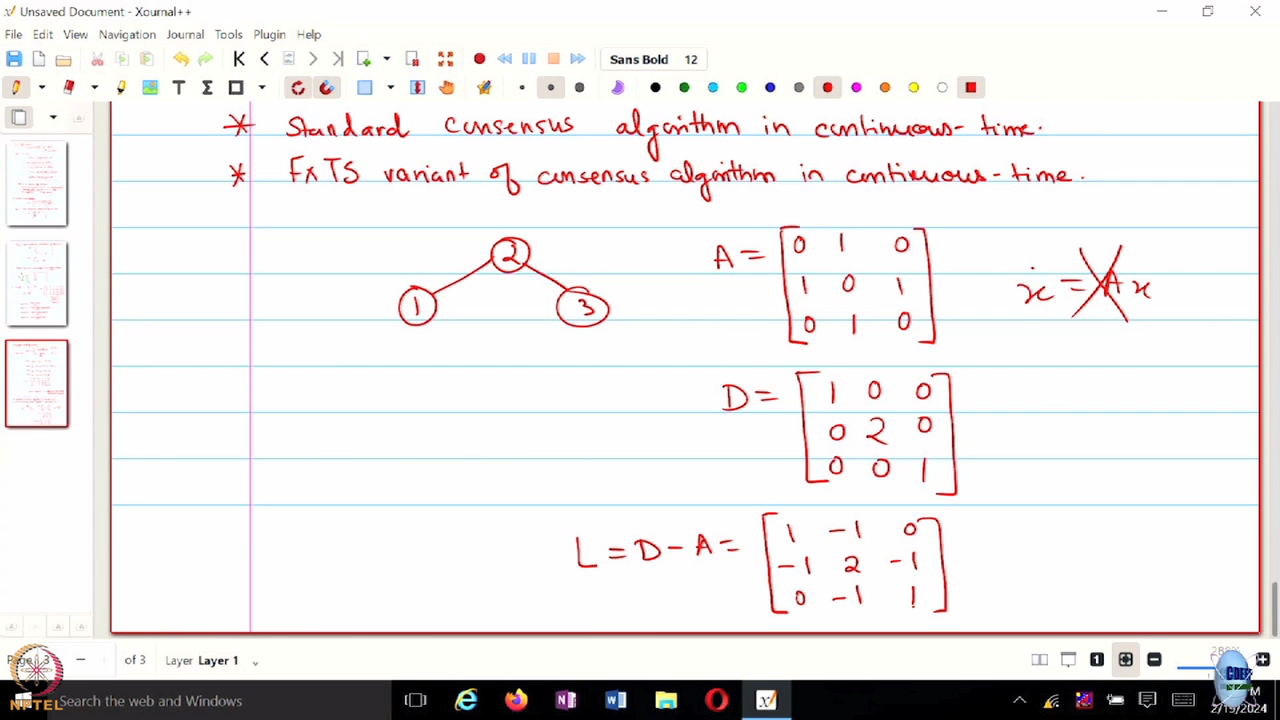 Unsaved Document - Xournal++
File Edit View Navigation Journal Tools Plugin Help
Sans Bold 12
* Standard consensus algorithm in continuous-time.
* FxTS variant of consensus algorithm in continuous-time.
1 2 3
A = [0 1 0
1 0 1
0 1 0]
ẋ = Ax
D = [1 0 0
0 2 0
0 0 1]
L = D - A = [1 -1 0
-1 2 -1
0 -1 1]
of 3 Layer Layer 1
NPTEL
Search the web and Windows
2/15/2024